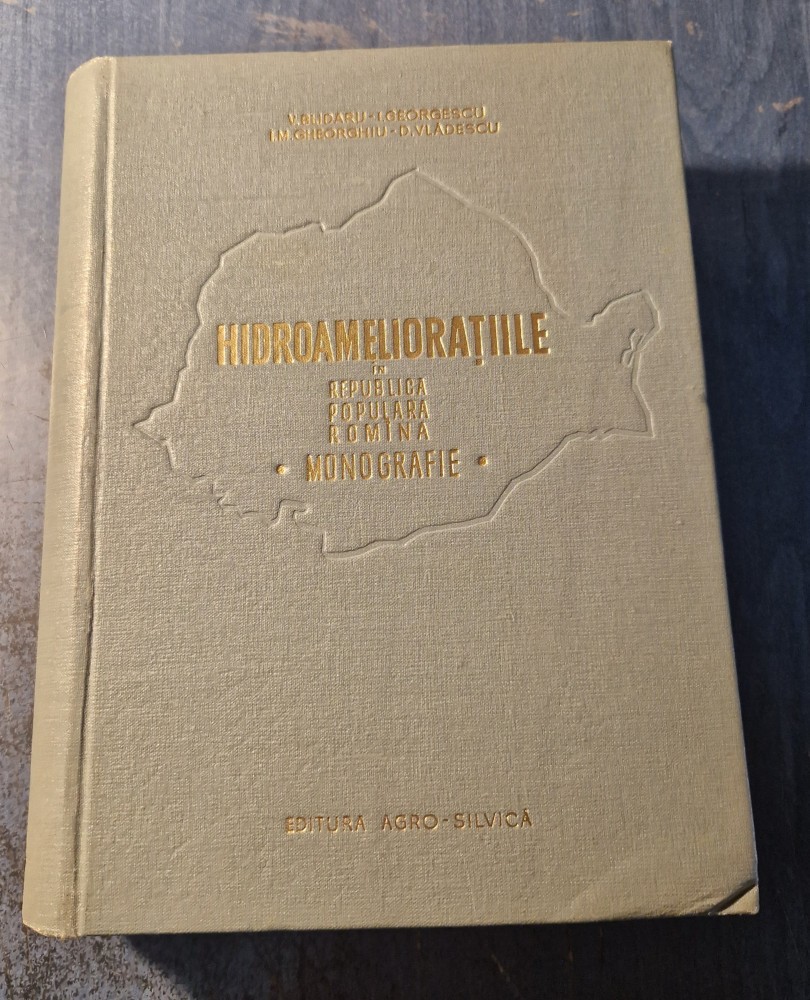 V. BLIDARU - I. GEORGESCU
I.M. GHEORGHIU - D. VLĂDESCU
HIDROAMELIORAȚIILE
ÎN
REPUBLICA
POPULARĂ
ROMÎNĂ
• MONOGRAFIE •
EDITURA AGRO-SILVICĂ